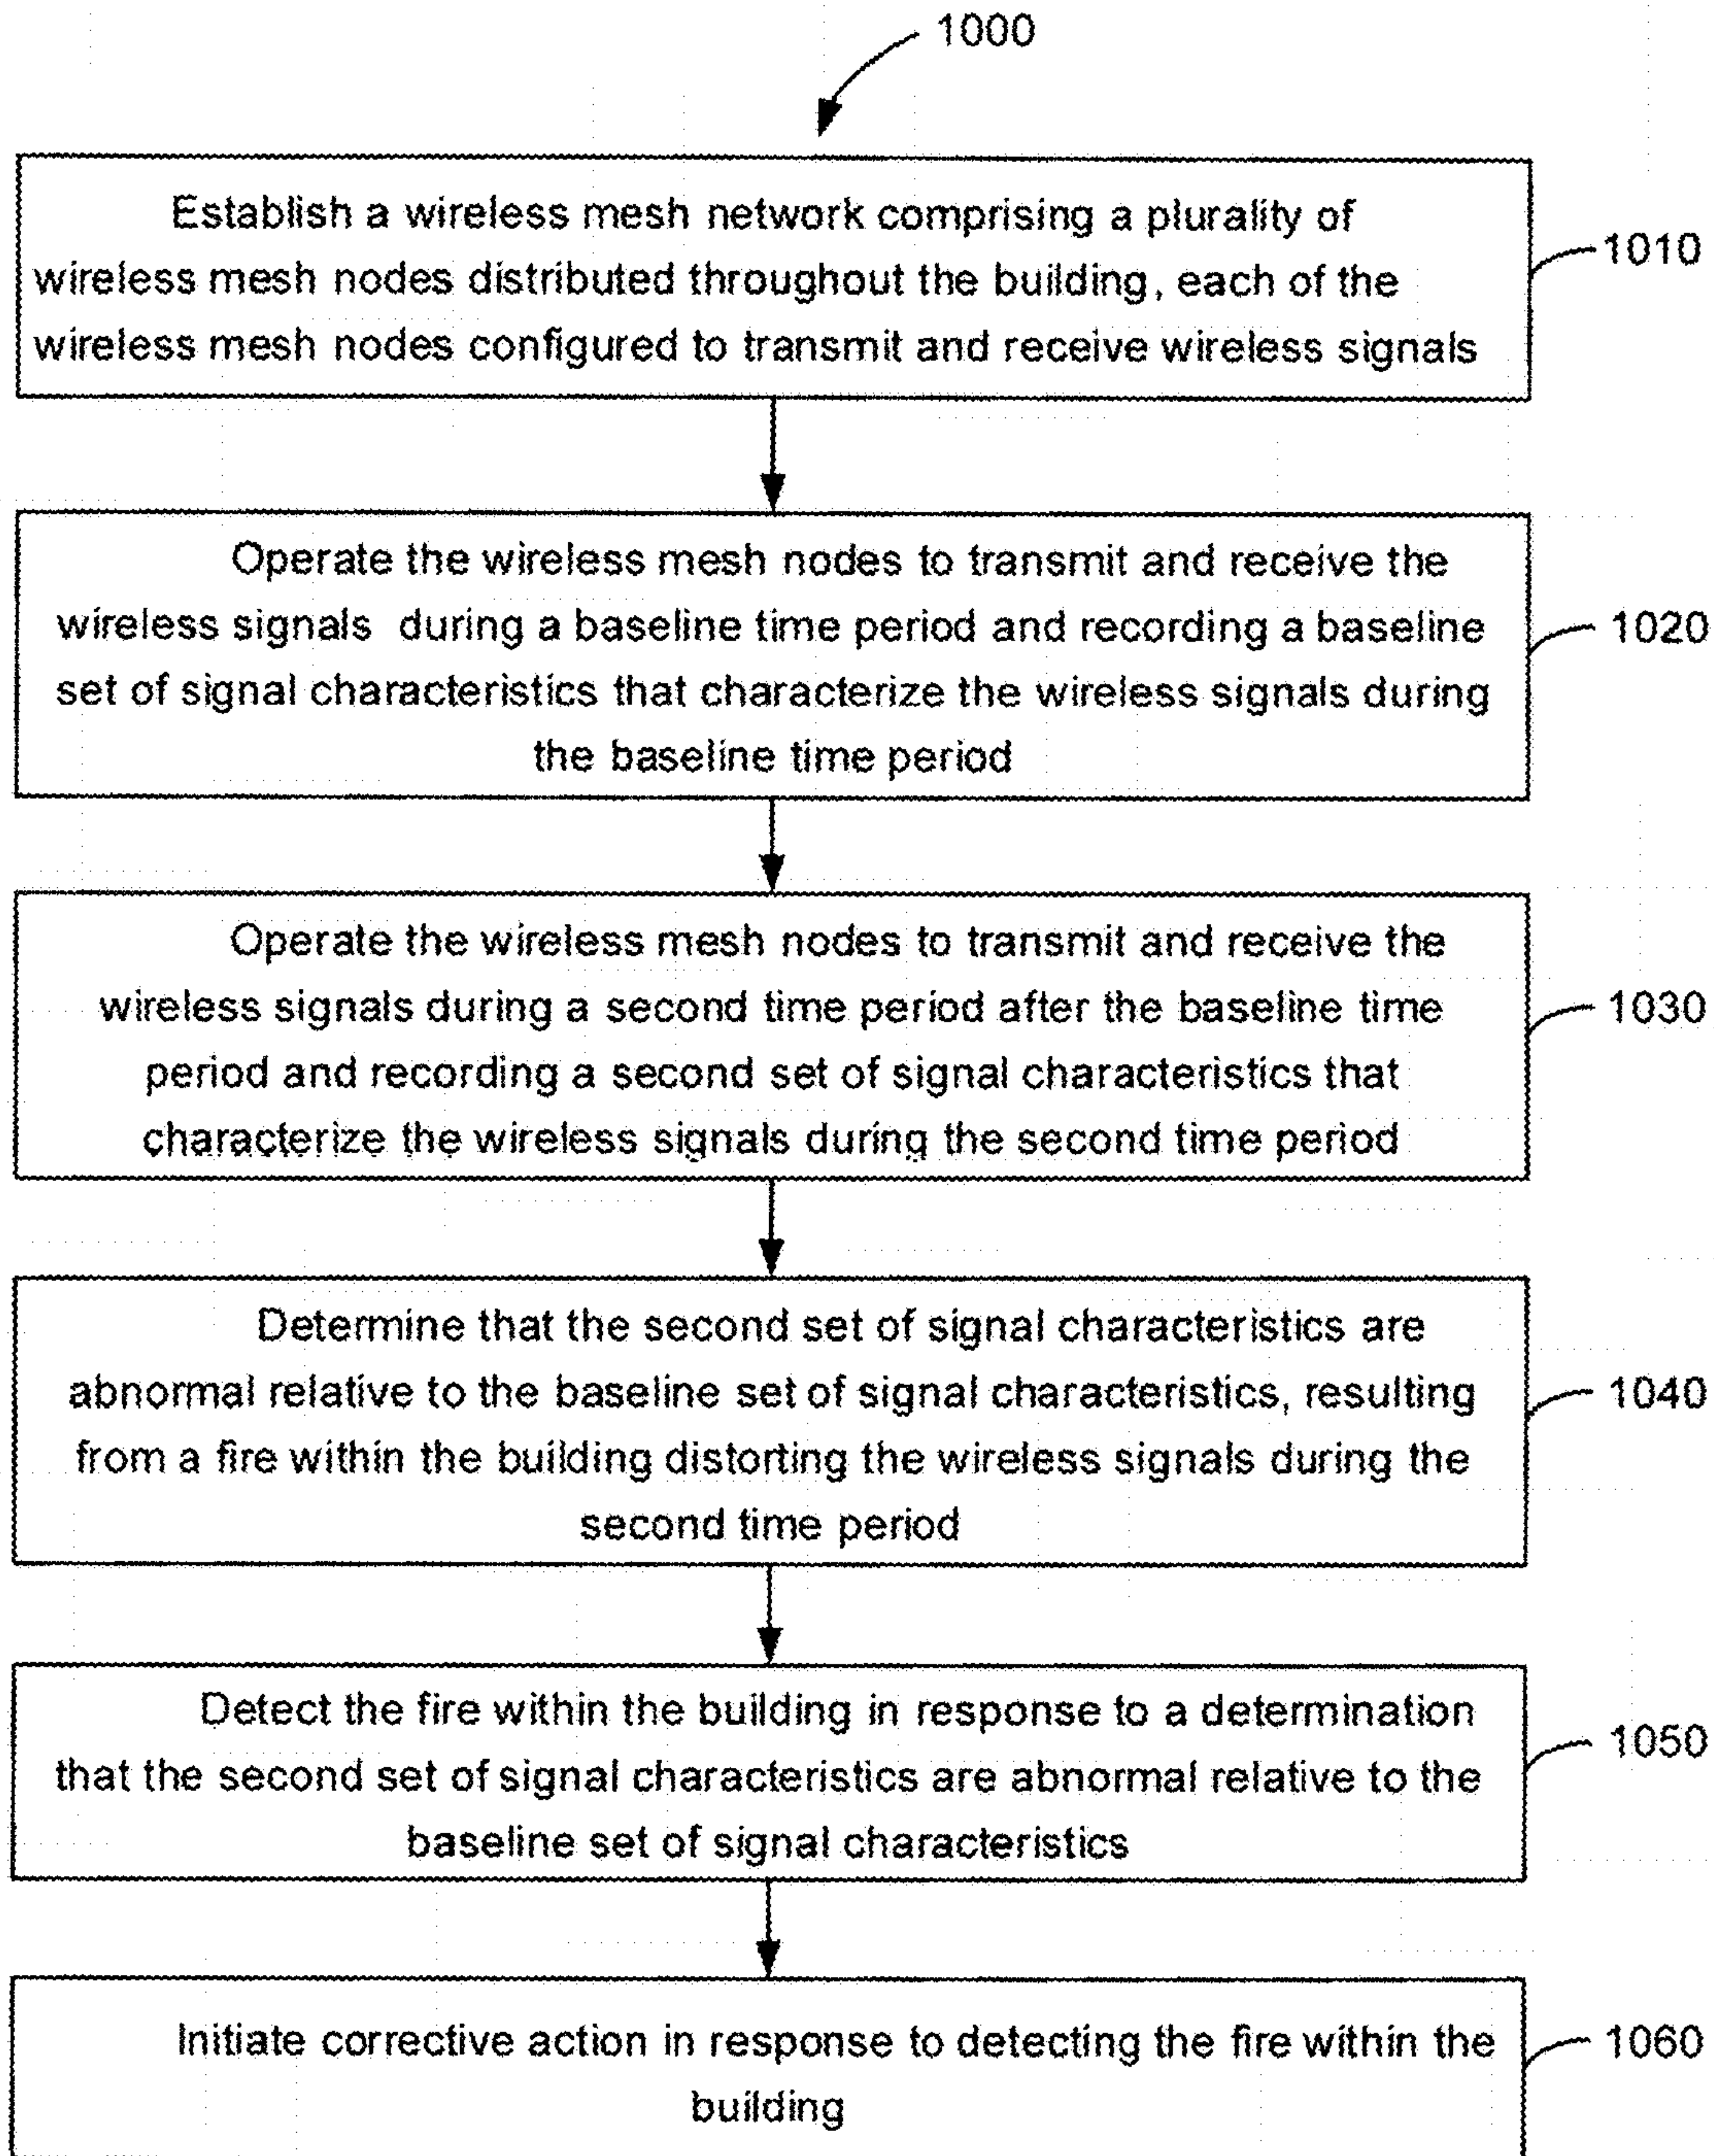 1000
Establish a wireless mesh network comprising a plurality of
wireless mesh nodes distributed throughout the building, each of the
wireless mesh nodes configured to transmit and receive wireless signals
1010
Operate the wireless mesh nodes to transmit and receive the
wireless signals during a baseline time period and recording a baseline
set of signal characteristics that characterize the wireless signals during
the baseline time period
1020
Operate the wireless mesh nodes to transmit and receive the
wireless signals during a second time period after the baseline time
period and recording a second set of signal characteristics that
characterize the wireless signals during the second time period
1030
Determine that the second set of signal characteristics are
abnormal relative to the baseline set of signal characteristics, resulting
from a fire within the building distorting the wireless signals during the
second time period
1040
Detect the fire within the building in response to a determination
that the second set of signal characteristics are abnormal relative to the
baseline set of signal characteristics
1050
Initiate corrective action in response to detecting the fire within the
building
1060